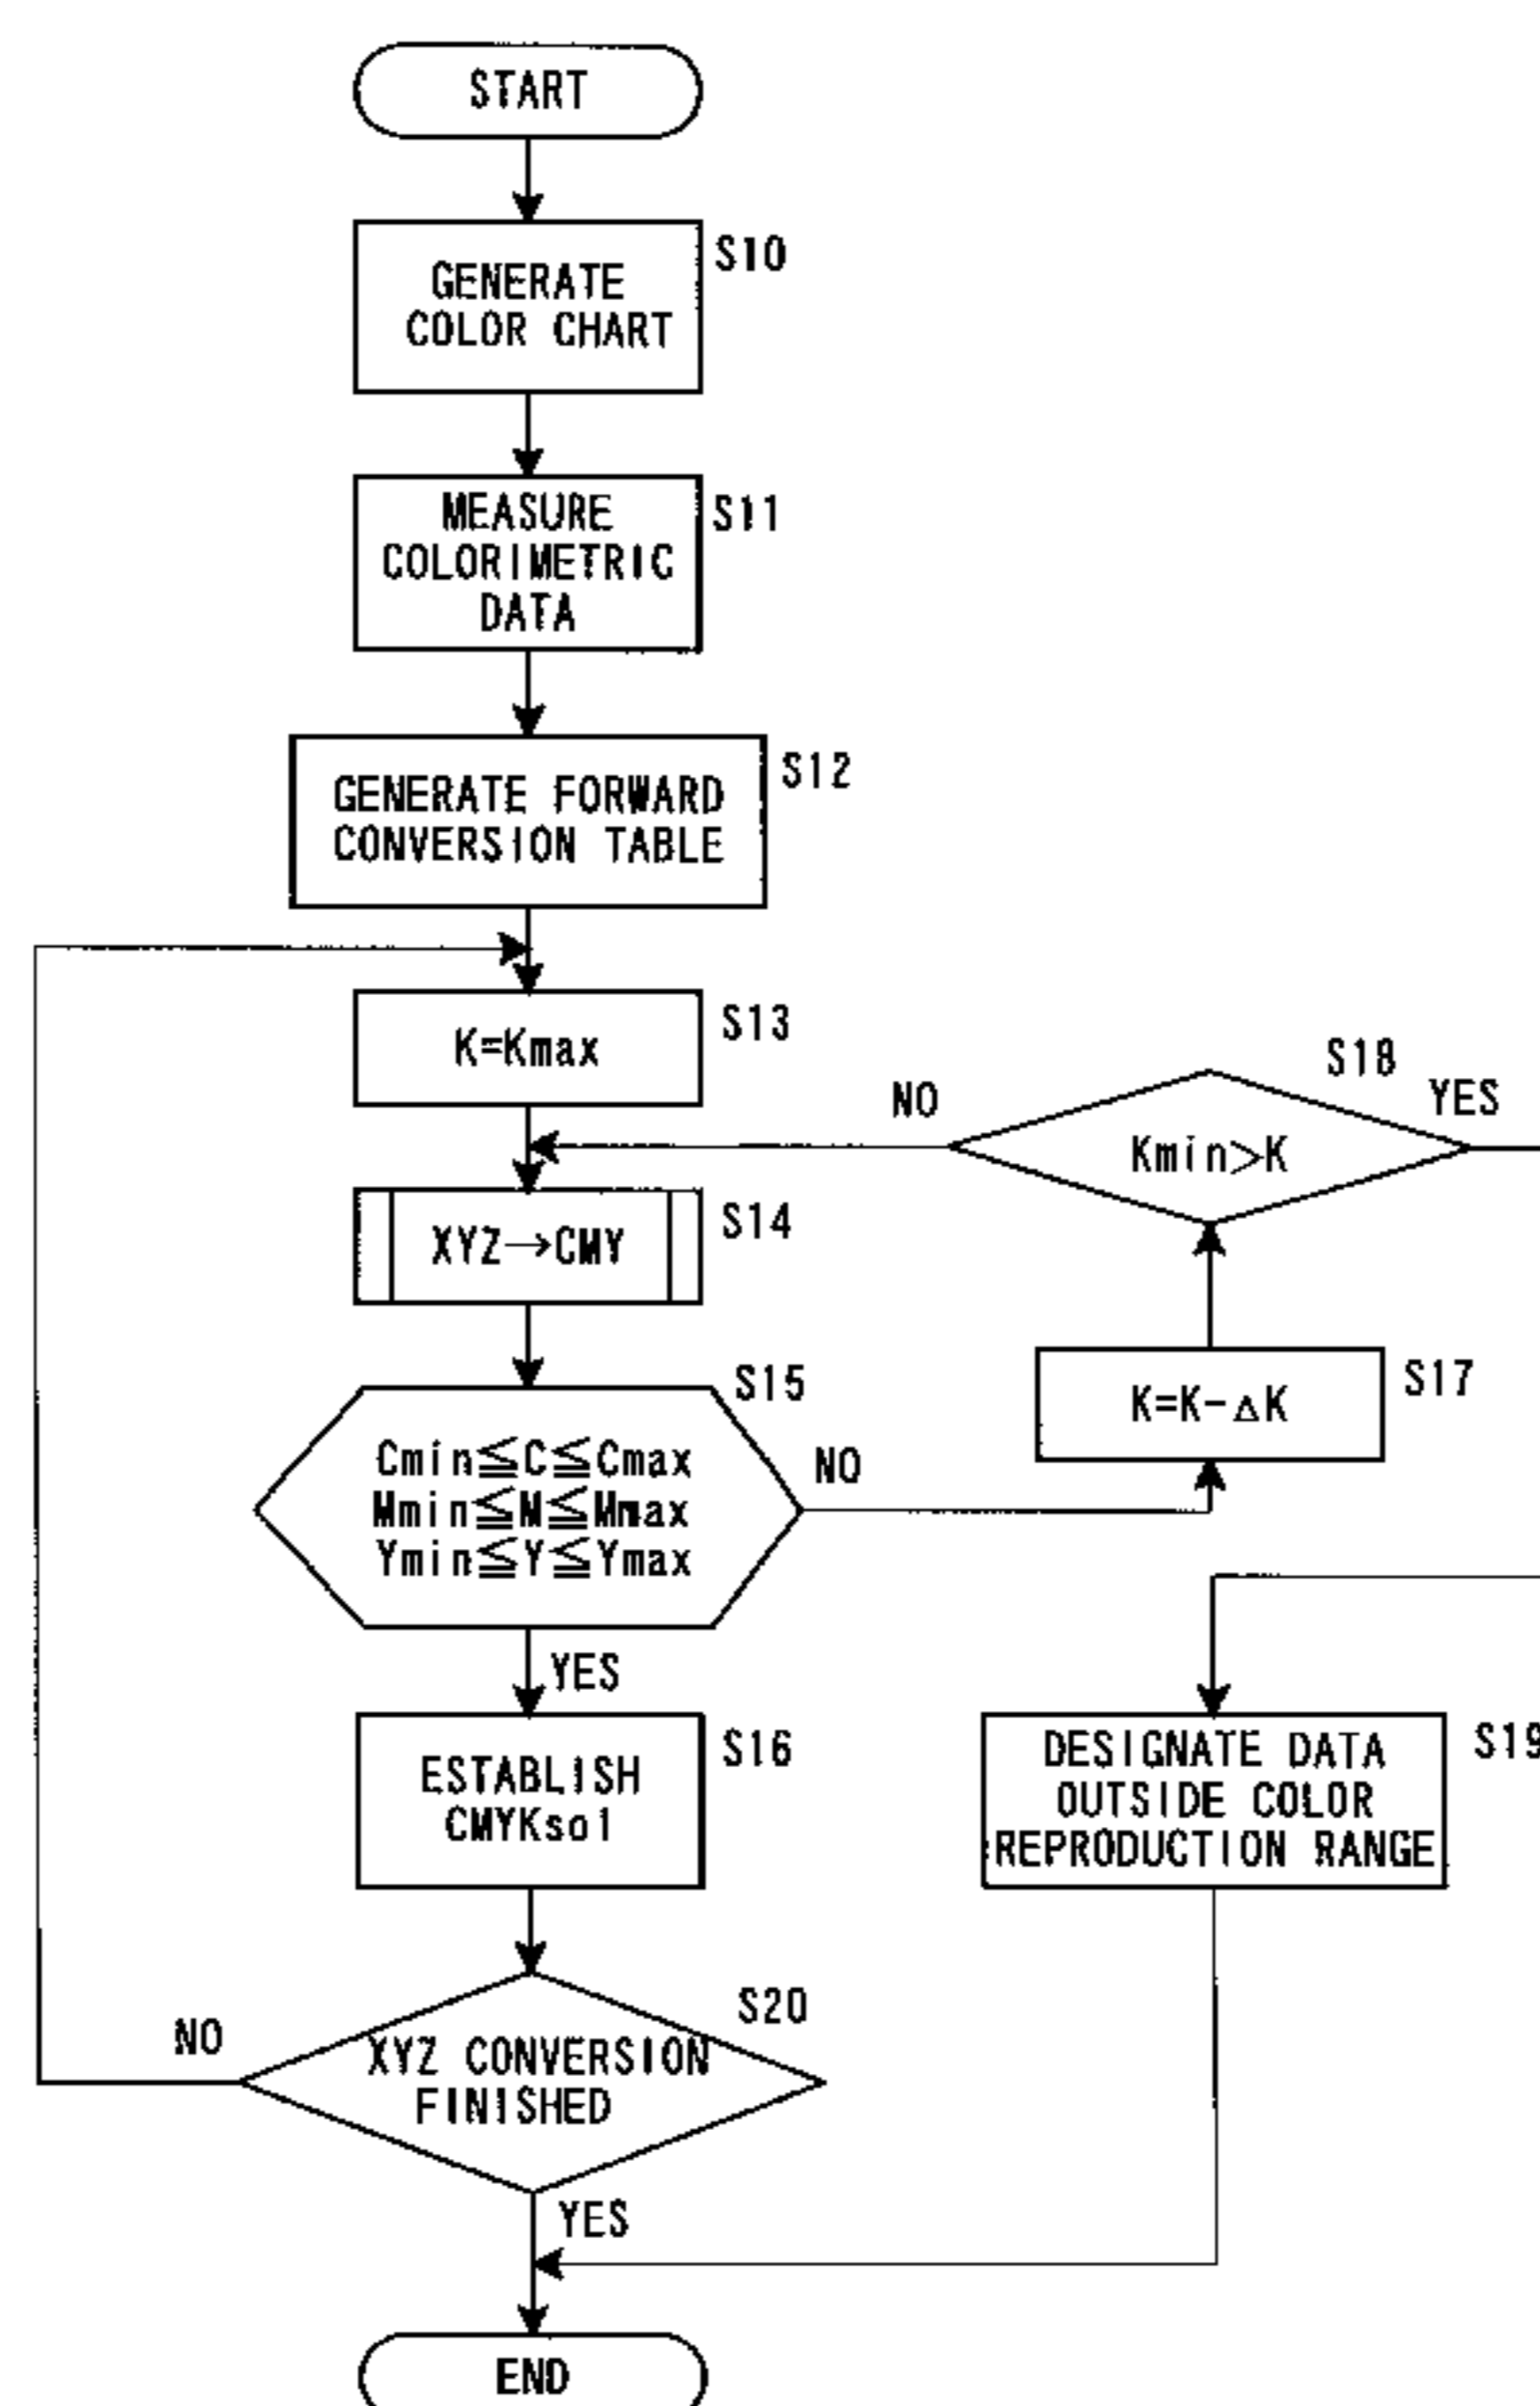 START
S10
GENERATE
COLOR CHART
S11
MEASURE
COLORIMETRIC
DATA
S12
GENERATE FORWARD
CONVERSION TABLE
S13
K=Kmax
S18
NO
YES
Kmin>K
S14
XYZ→CMY
S17
K=K-△K
S15
Cmin≦C≦Cmax
Mmin≦M≦Mmax
Ymin≦Y≦Ymax
NO
YES
S16
ESTABLISH
CMYKsol
S19
DESIGNATE DATA
OUTSIDE COLOR
REPRODUCTION RANGE
S20
NO
XYZ CONVERSION
FINISHED
YES
END